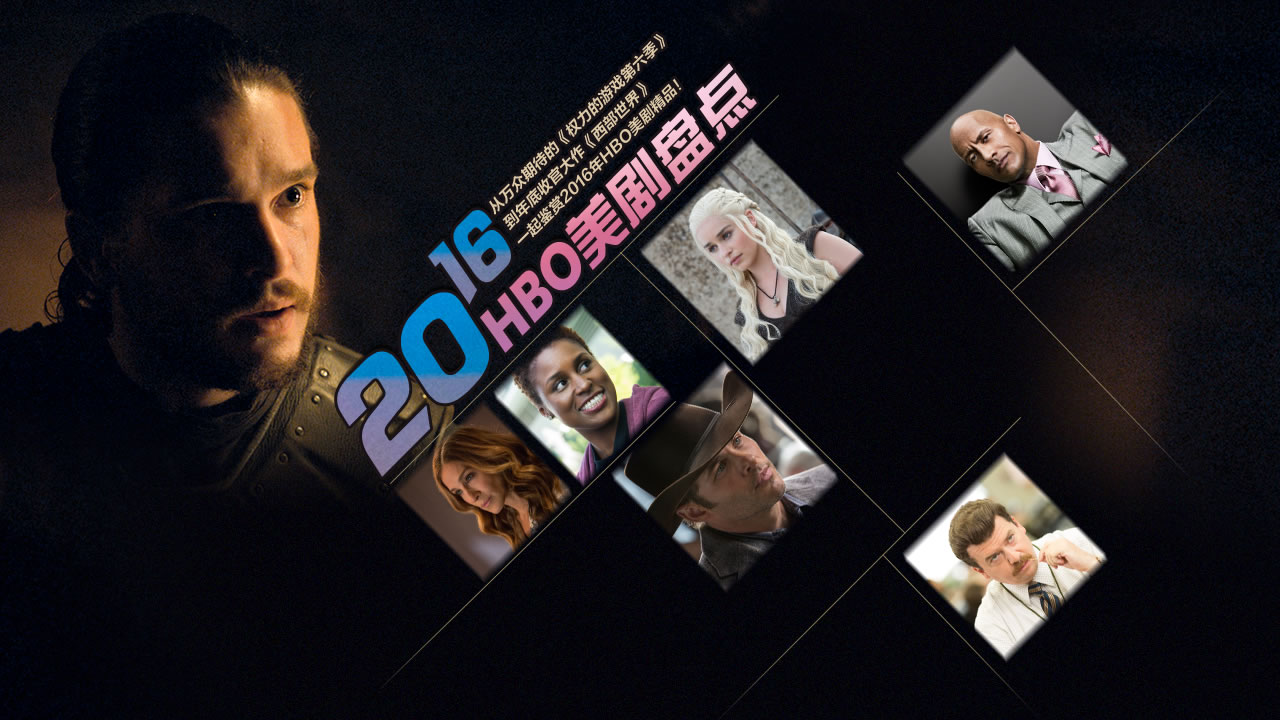 从万众期待的《权力的游戏第六季》
到年底收官大作《西部世界》
一起鉴赏2016年HBO美剧精品！
2016
HBO美剧盘点